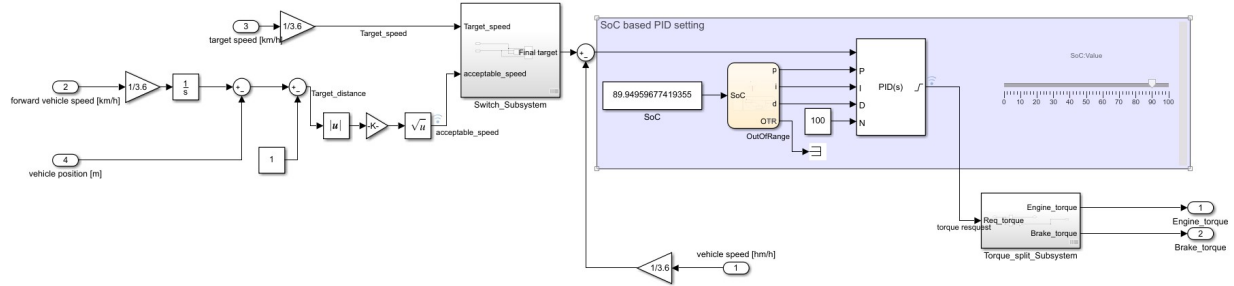 3
target speed [km/h]
1/3.6
Target_speed
2
forward vehicle speed [km/h]
1/3.6
1
s
+
−
+
−
Target_distance
|u|
-K-
√u
acceptable_speed
4
vehicle position [m]
1
Target_speed
acceptable_speed
Final target
Switch_Subsystem
+
−
SoC based PID setting
89.94959677419355
SoC
SoC
p
i
d
OTR
OutOfRange
100
P
I
D
N
PID(s)
SoC:Value
0 10 20 30 40 50 60 70 80 90 100
torque resquest
Req_torque
Engine_torque
Brake_torque
Torque_split_Subsystem
1
Engine_torque
2
Brake_torque
vehicle speed [hm/h]
1/3.6
1